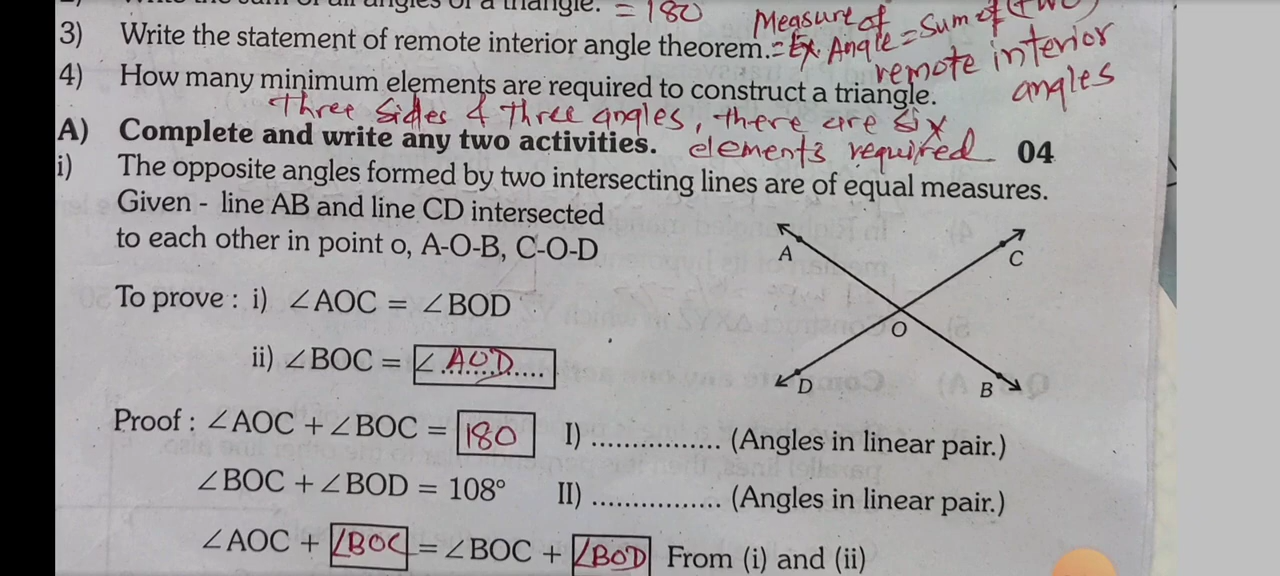 Write the sum of all angles of a triangle. = 180
Measure of
3) Write the statement of remote interior angle theorem. = Ex. Angle = Sum of (two)
remote interior
angles
4) How many minimum elements are required to construct a triangle.
Three sides & three angles, there are six
elements required
A) Complete and write any two activities. 04
i) The opposite angles formed by two intersecting lines are of equal measures.
Given - line AB and line CD intersected
to each other in point o, A-O-B, C-O-D
To prove : i) ∠AOC = ∠BOD
ii) ∠BOC = ∠ AOD
Proof : ∠AOC + ∠BOC = 180 I) ................ (Angles in linear pair.)
∠BOC + ∠BOD = 108° II) ................ (Angles in linear pair.)
∠AOC + ∠BOC = ∠BOC + ∠BOD From (i) and (ii)
A
C
O
D
B